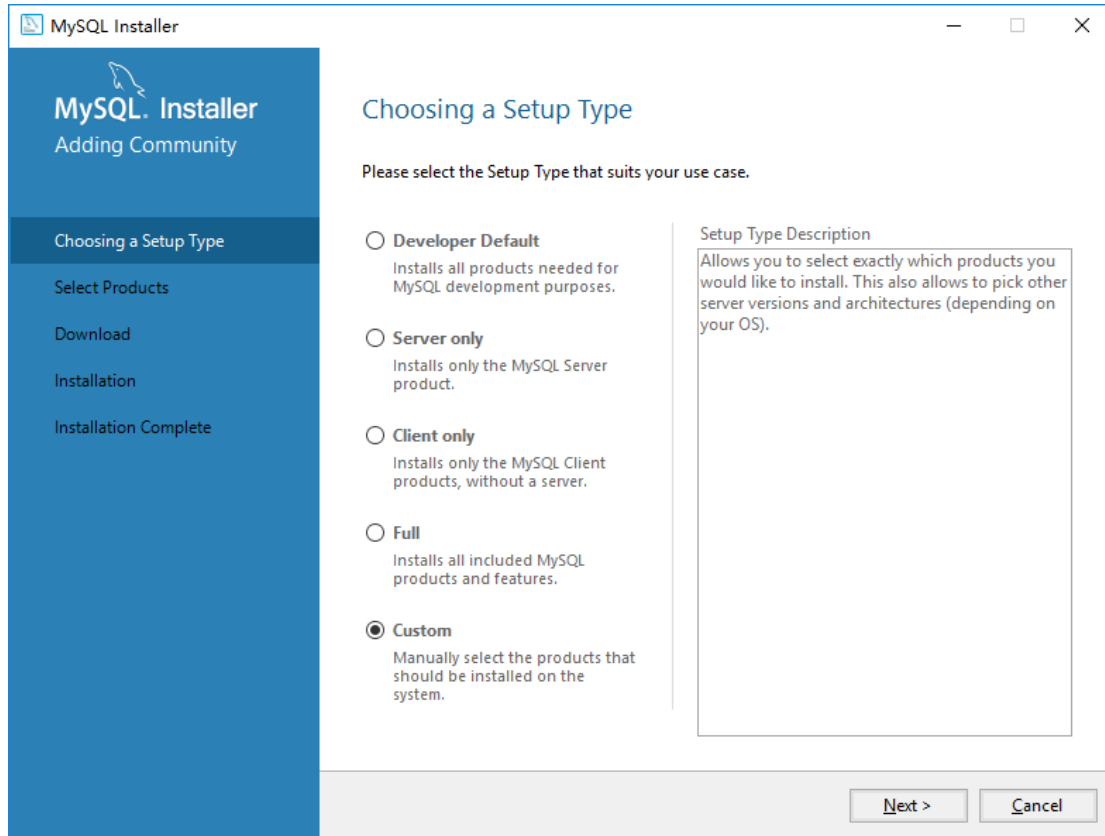 MySQL Installer
MySQL. Installer
Adding Community
Choosing a Setup Type
Select Products
Download
Installation
Installation Complete
Choosing a Setup Type
Please select the Setup Type that suits your use case.
Developer Default
Installs all products needed for
MySQL development purposes.
Server only
Installs only the MySQL Server
product.
Client only
Installs only the MySQL Client
products, without a server.
Full
Installs all included MySQL
products and features.
Custom
Manually select the products that
should be installed on the
system.
Setup Type Description
Allows you to select exactly which products you
would like to install. This also allows to pick other
server versions and architectures (depending on
your OS).
Next >
Cancel